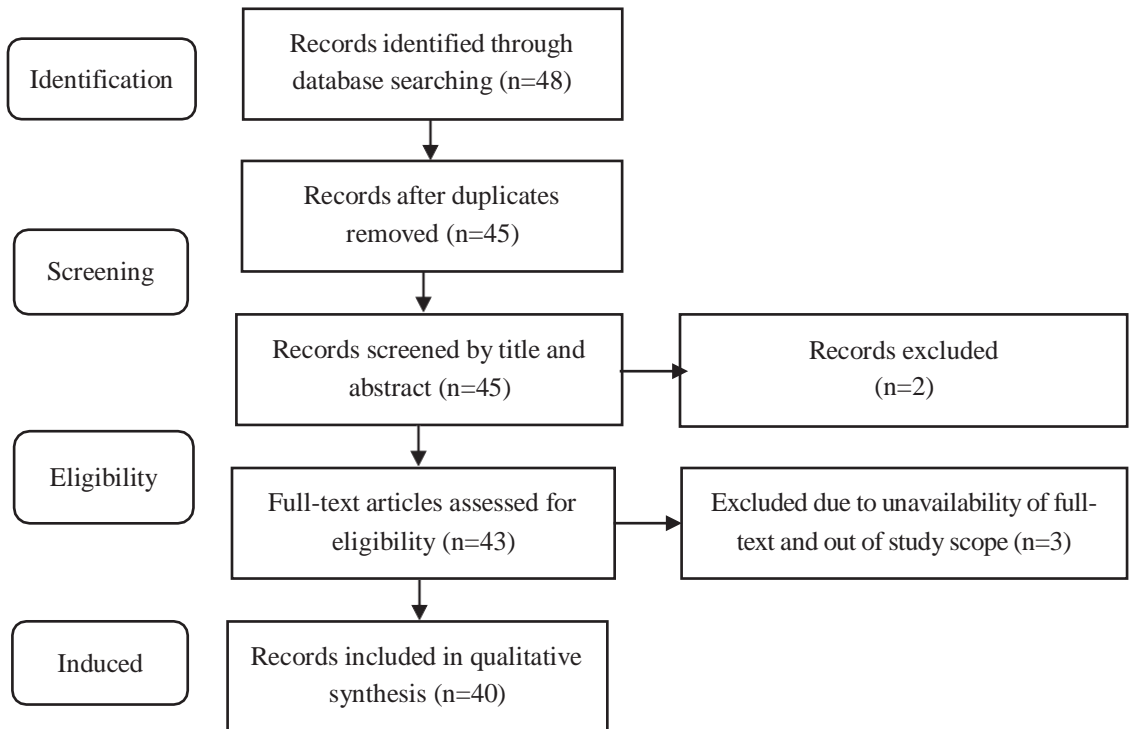 Identification
Records identified through
database searching (n=48)
Records after duplicates
removed (n=45)
Screening
Records screened by title and
abstract (n=45)
Records excluded
(n=2)
Eligibility
Full-text articles assessed for
eligibility (n=43)
Excluded due to unavailability of full-
text and out of study scope (n=3)
Induced
Records included in qualitative
synthesis (n=40)